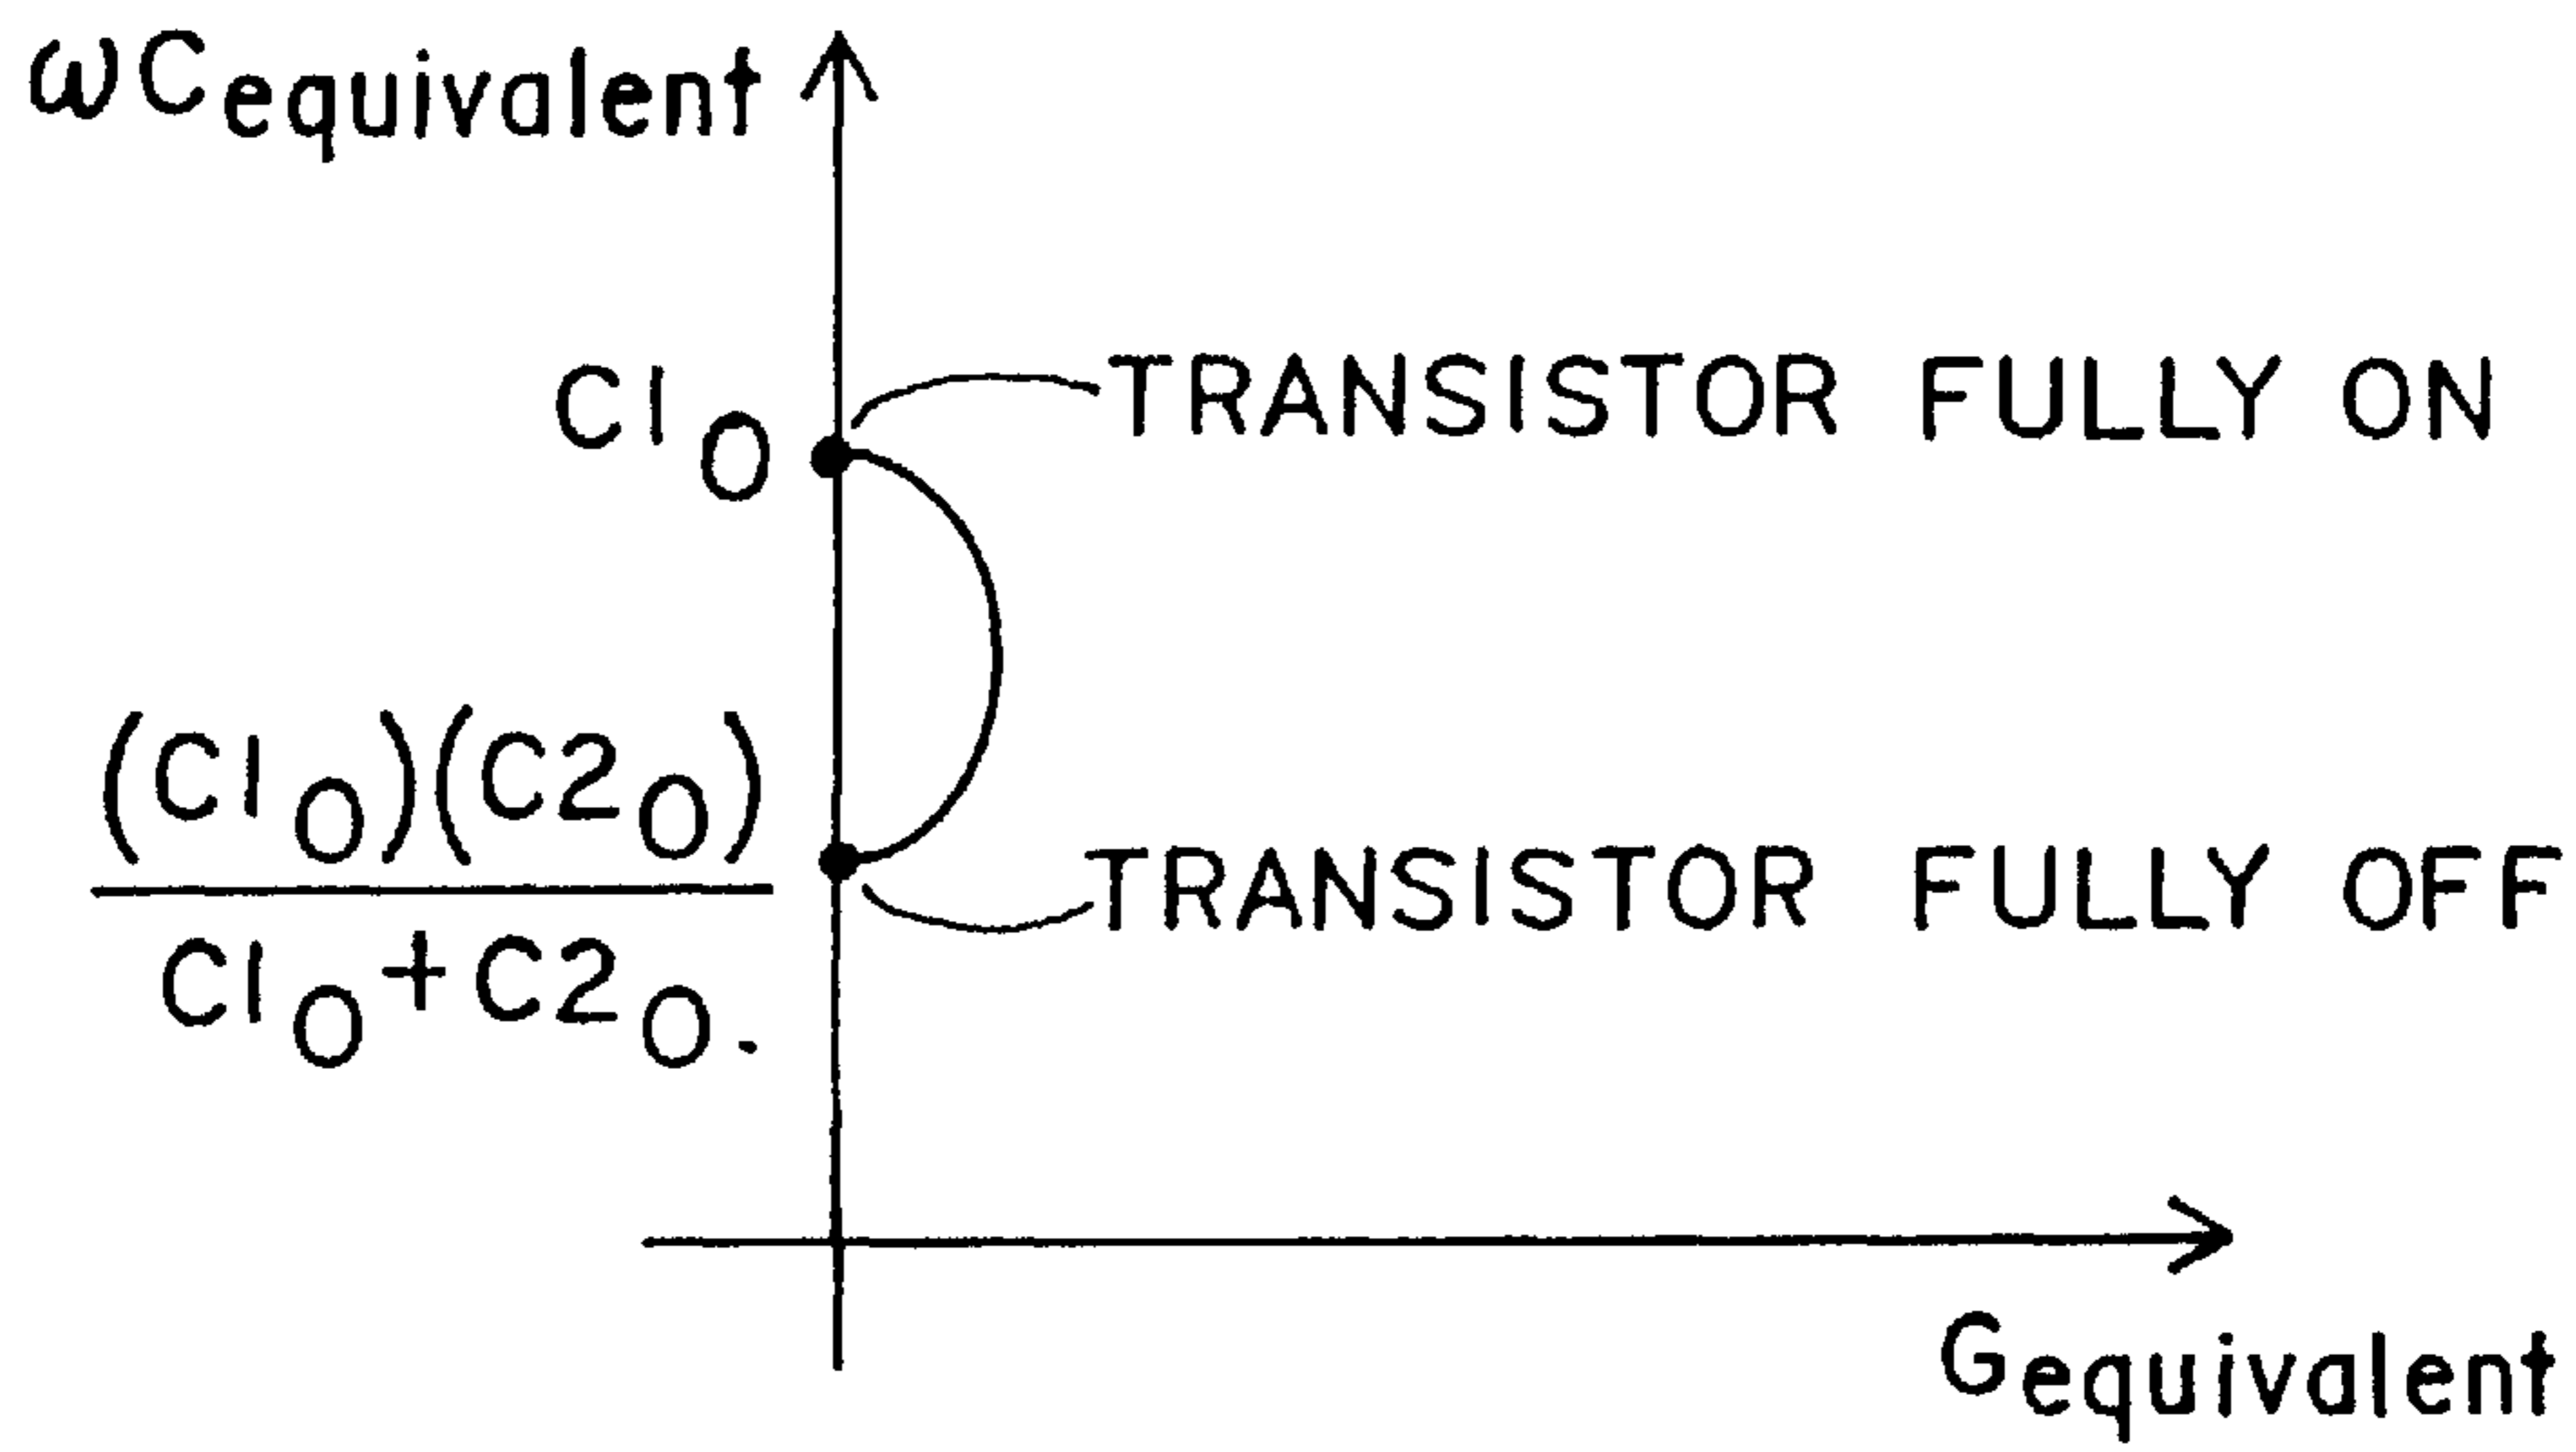 ωCequivalent
C1O
TRANSISTOR FULLY ON
(C1O)(C2O)
C1O+C2O.
TRANSISTOR FULLY OFF
Gequivalent